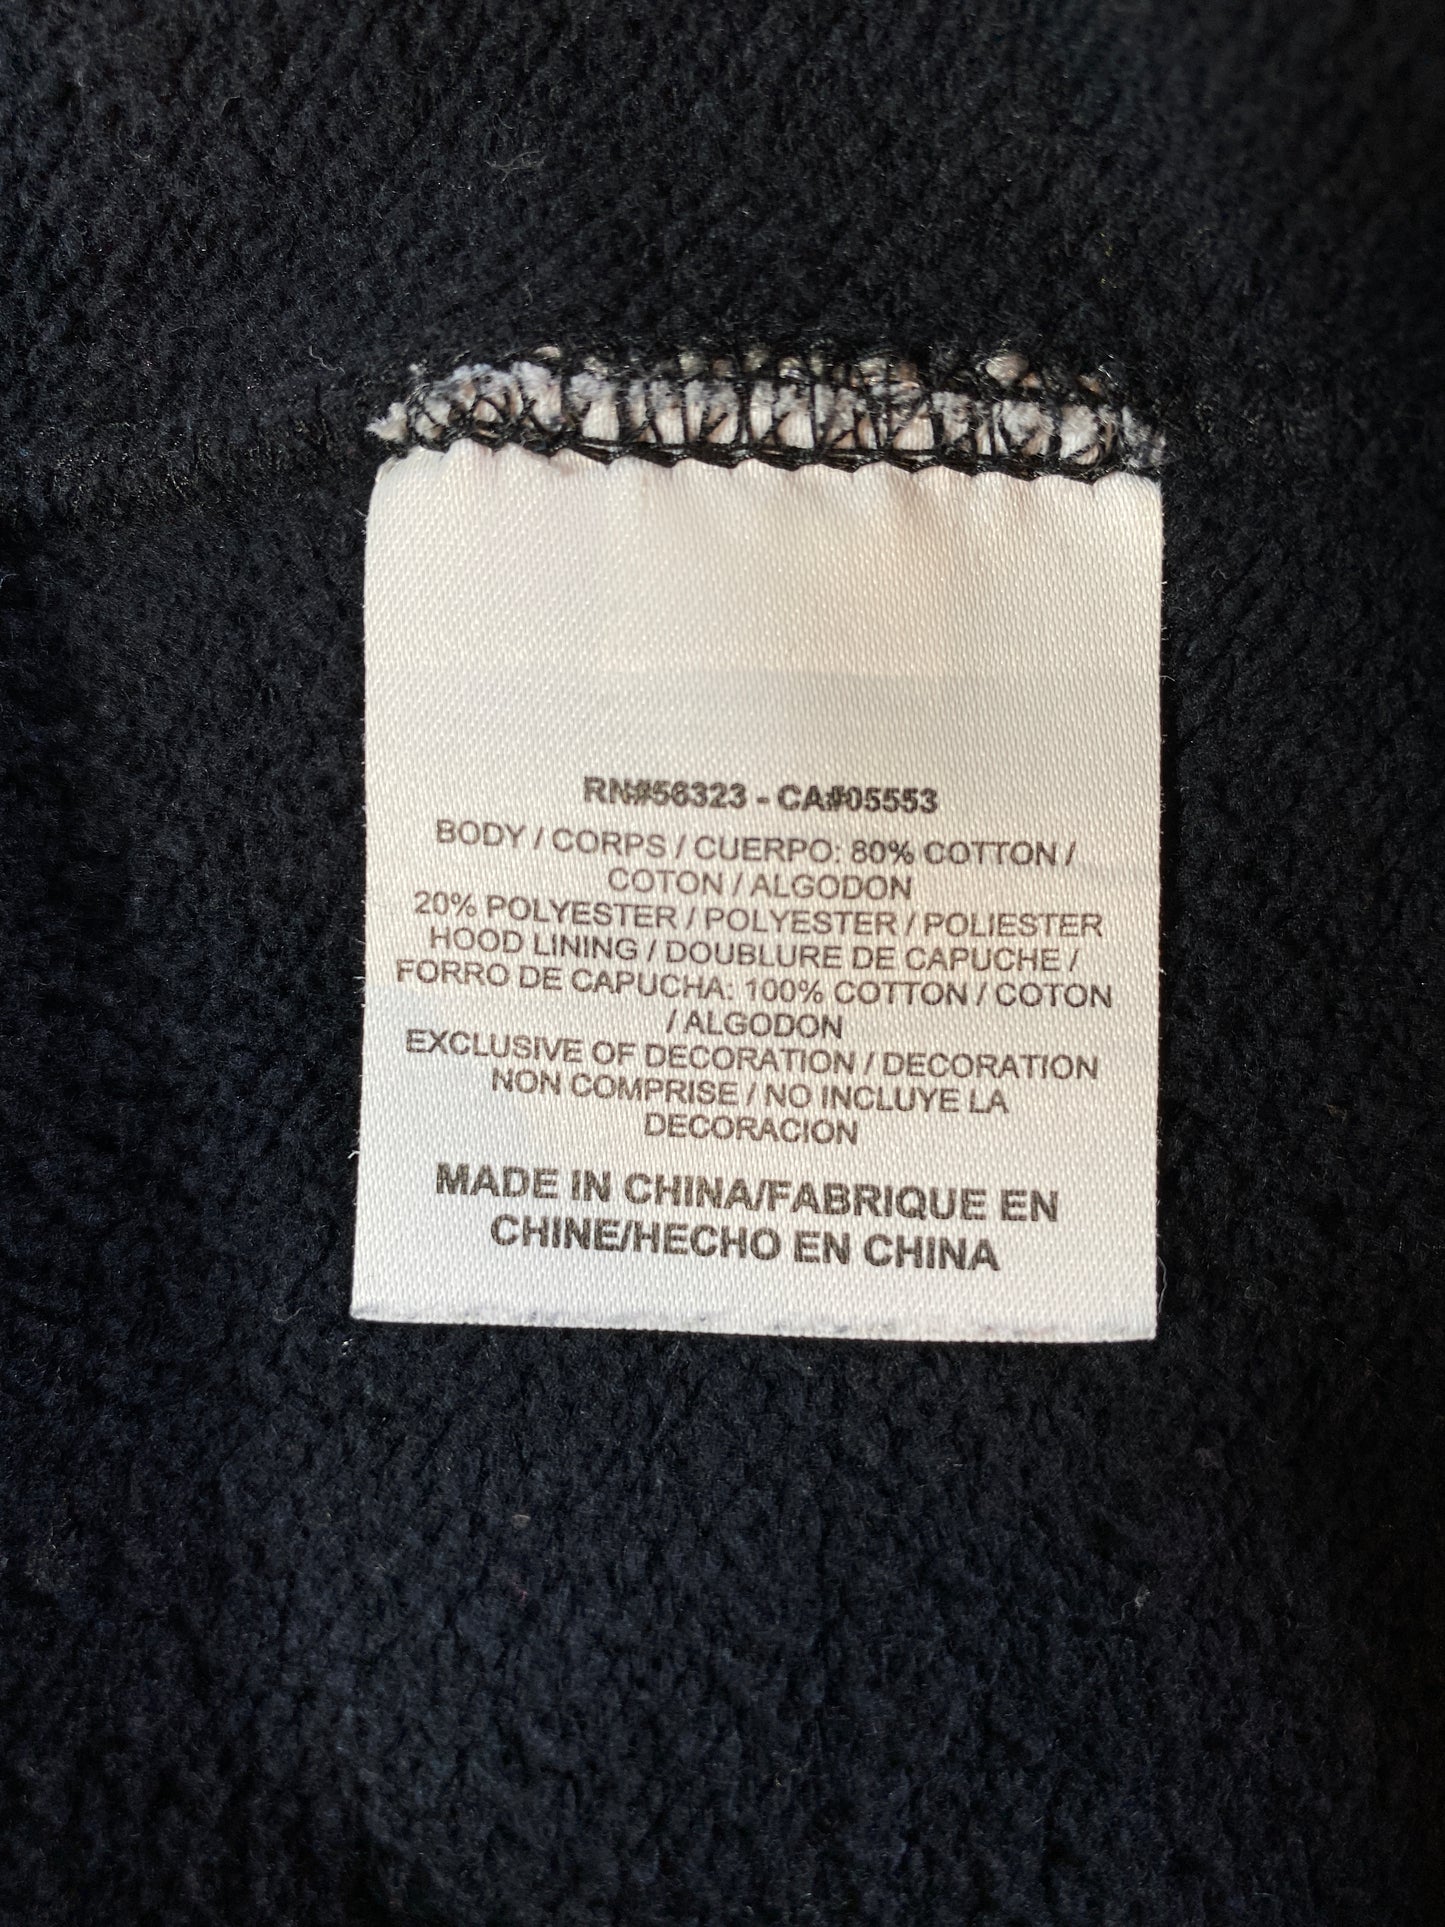 RN#56323 - CA#05553
BODY / CORPS / CUERPO: 80% COTTON /
COTON / ALGODON
20% POLYESTER / POLYESTER / POLIESTER
HOOD LINING / DOUBLURE DE CAPUCHE /
FORRO DE CAPUCHA: 100% COTTON / COTON
/ ALGODON
EXCLUSIVE OF DECORATION / DECORATION
NON COMPRISE / NO INCLUYE LA
DECORACION
MADE IN CHINA/FABRIQUE EN
CHINE/HECHO EN CHINA